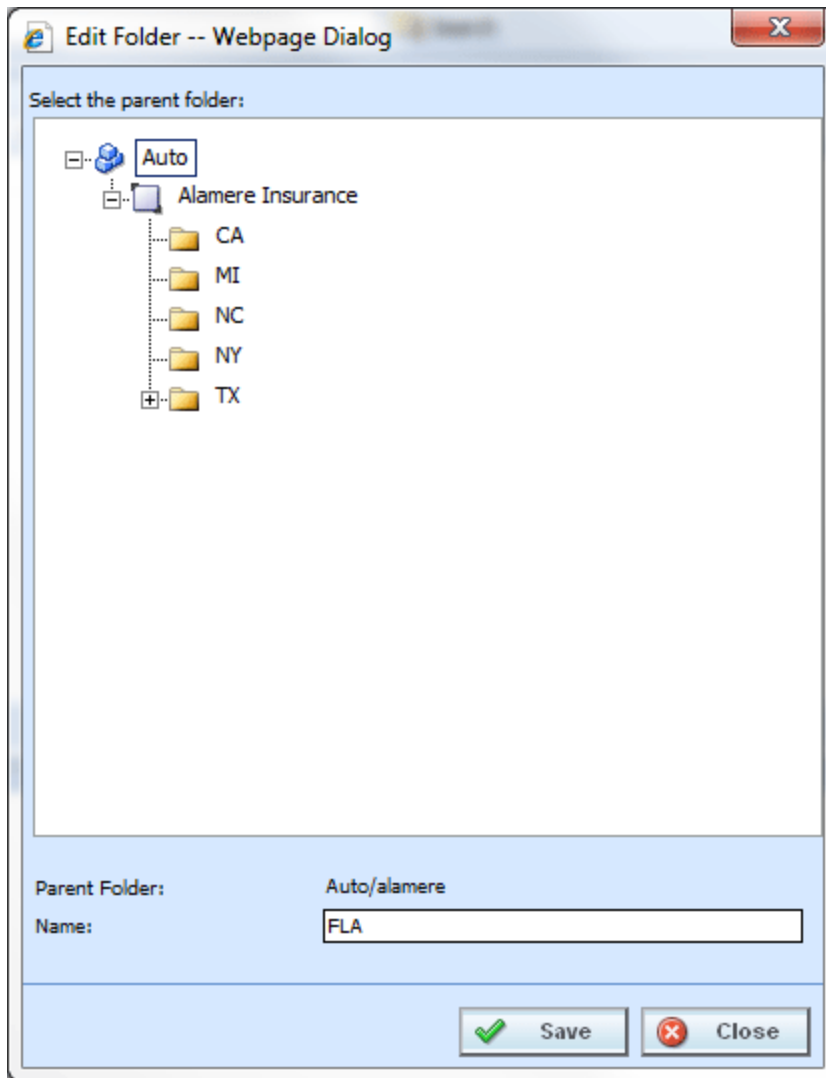 Edit Folder -- Webpage Dialog
Select the parent folder:
Auto
Alamere Insurance
CA
MI
NC
NY
TX
Parent Folder: Auto/alamere
Name: FLA
Save Close